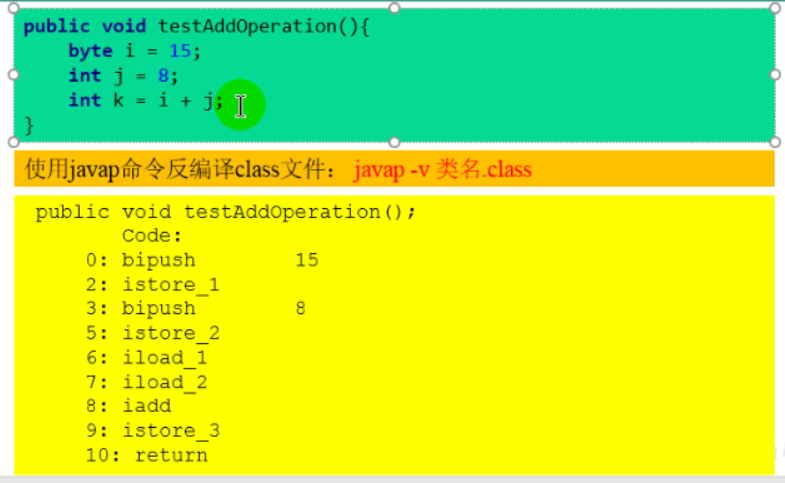 public void testAddOperation(){
    byte i = 15;
    int j = 8;
    int k = i + j;
}
使用javap命令反编译class文件： javap -v 类名.class
public void testAddOperation();
       Code:
    0: bipush        15
    2: istore_1
    3: bipush        8
    5: istore_2
    6: iload_1
    7: iload_2
    8: iadd
    9: istore_3
    10: return